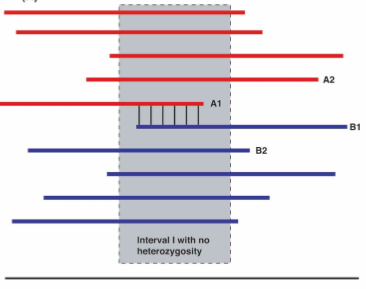 A2
A1
B1
B2
Interval I with no
heterozygosity